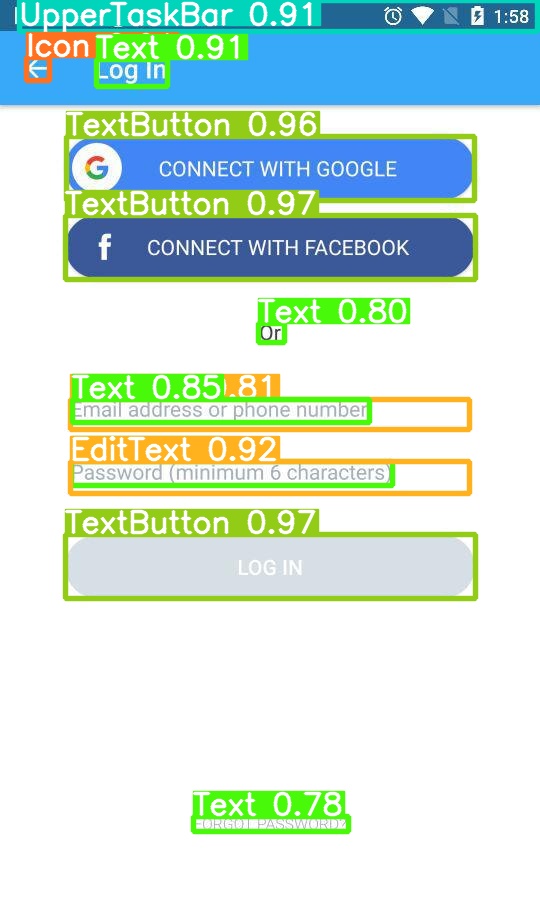 UpperTaskBar 0.91
1:58
Icon
Text 0.91
Log In
TextButton 0.96
CONNECT WITH GOOGLE
TextButton 0.97
f CONNECT WITH FACEBOOK
Text 0.80
Or
Text 0.85 .81
Email address or phone number
EditText 0.92
Password (minimum 6 characters)
TextButton 0.97
LOG IN
Text 0.78
FORGOT PASSWORD?